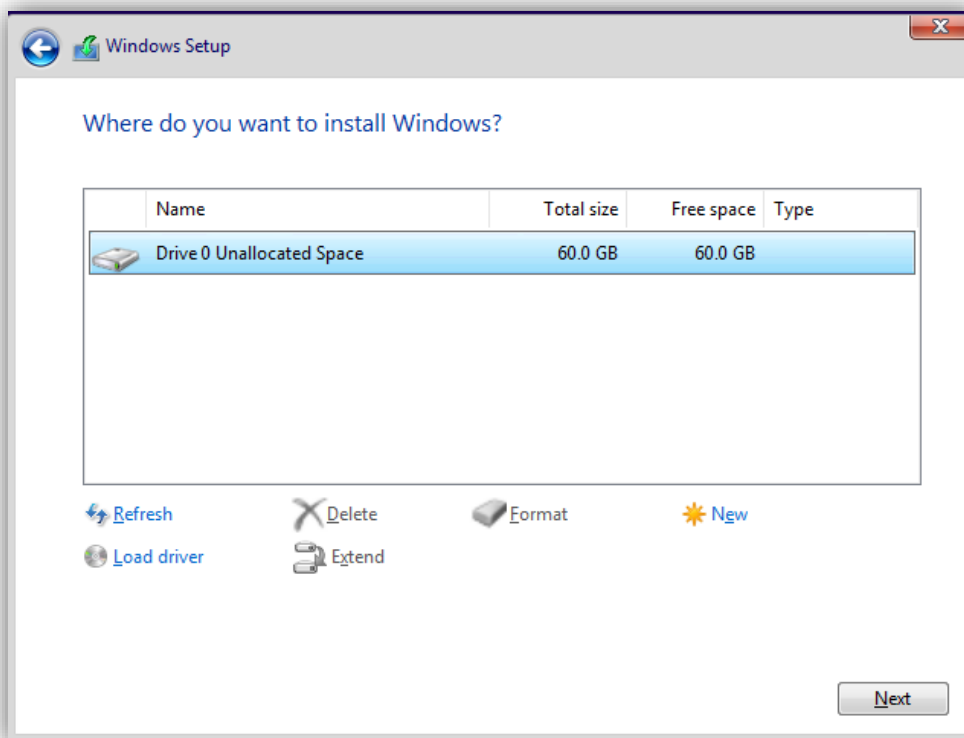 Windows Setup
Where do you want to install Windows?
Name Total size Free space Type
Drive 0 Unallocated Space 60.0 GB 60.0 GB
Refresh Delete Format New
Load driver Extend
Next